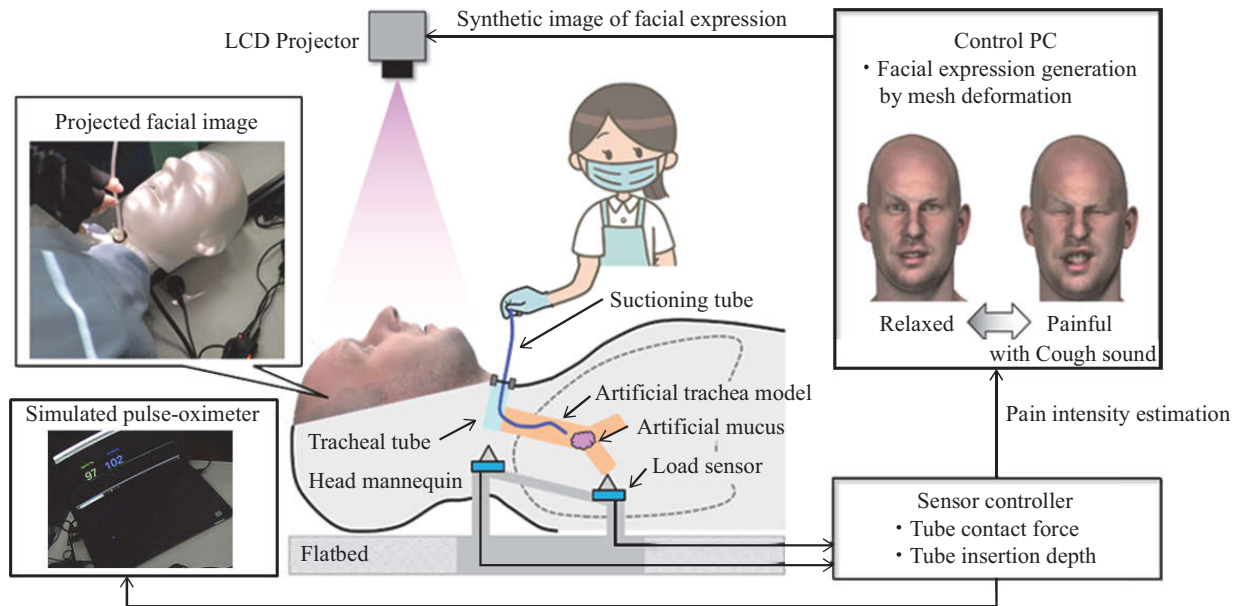 Synthetic image of facial expression
LCD Projector
Control PC
・Facial expression generation
by mesh deformation
Projected facial image
Suctioning tube
Relaxed
Painful
with Cough sound
Simulated pulse-oximeter
97
102
Artificial trachea model
Artificial mucus
Tracheal tube
Head mannequin
Load sensor
Pain intensity estimation
Sensor controller
・Tube contact force
・Tube insertion depth
Flatbed